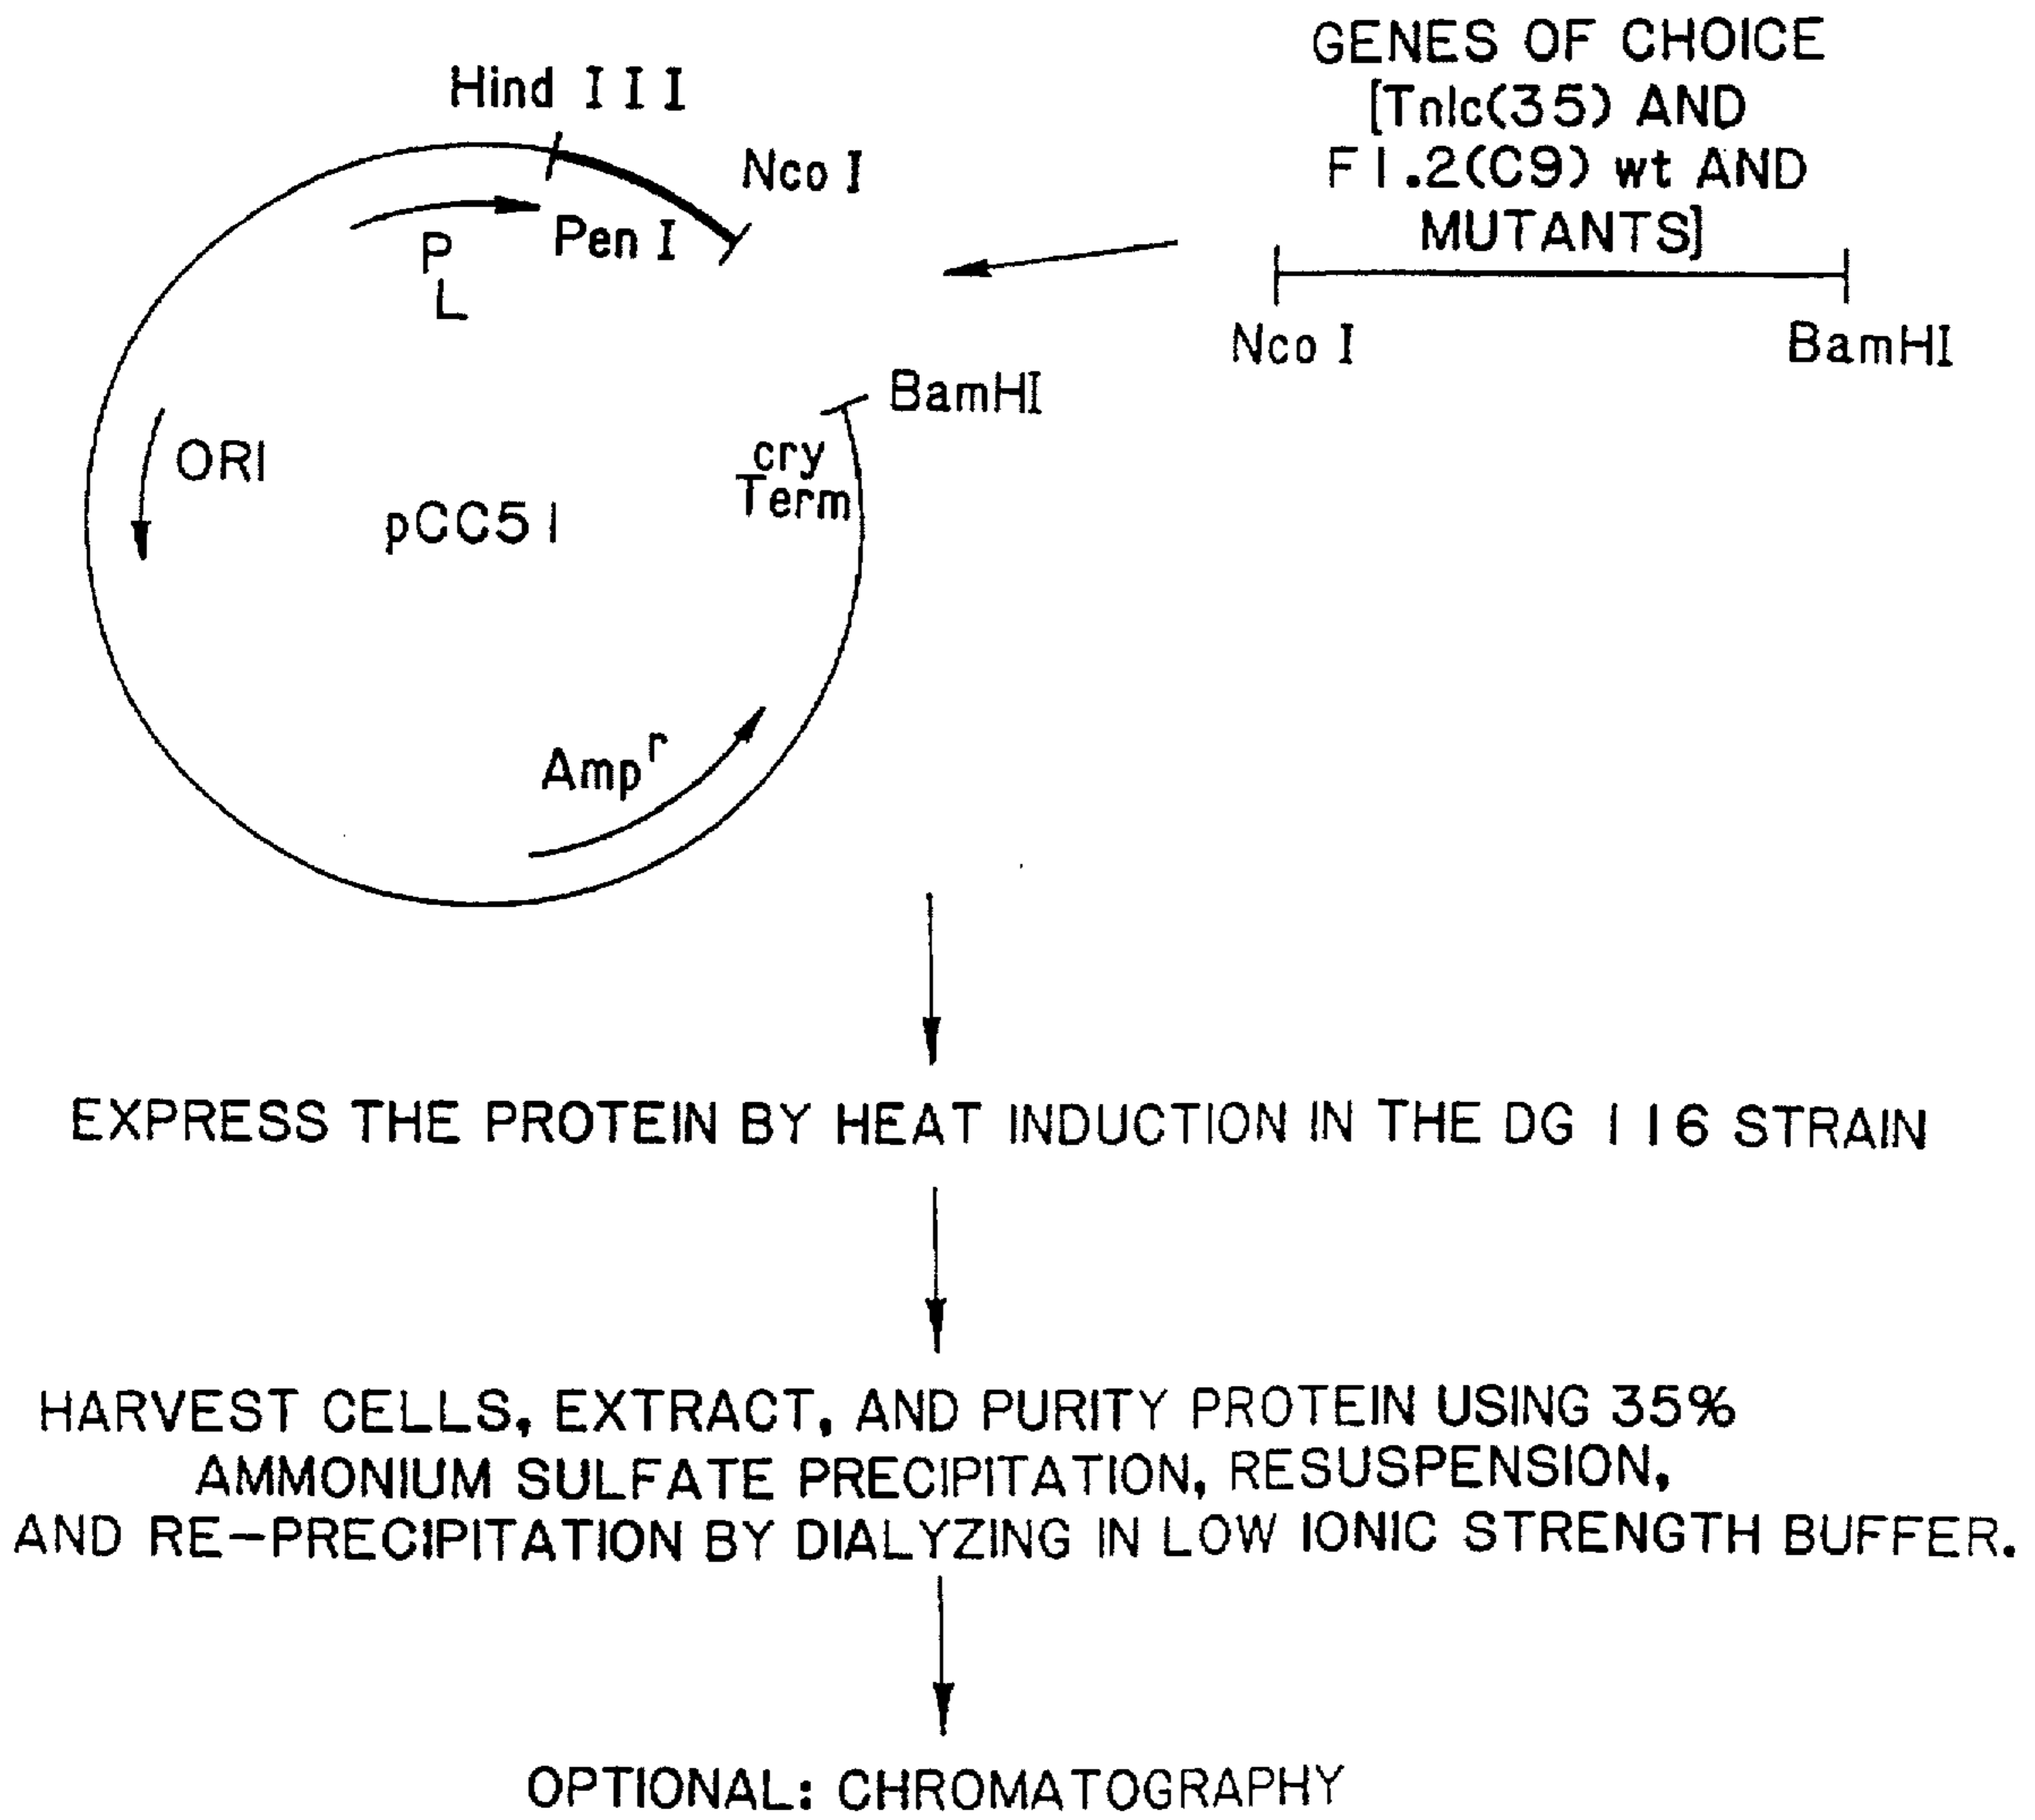 GENES OF CHOICE
[TnIc(35) AND
F1.2(C9) wt AND
MUTANTS]
Nco I
BamHI
Hind III
Nco I
Pen I
P
L
BamHI
cry
Term
ORI
pCC51
Amp r
EXPRESS THE PROTEIN BY HEAT INDUCTION IN THE DG 116 STRAIN
HARVEST CELLS, EXTRACT, AND PURITY PROTEIN USING 35%
AMMONIUM SULFATE PRECIPITATION, RESUSPENSION,
AND RE-PRECIPITATION BY DIALYZING IN LOW IONIC STRENGTH BUFFER.
OPTIONAL: CHROMATOGRAPHY